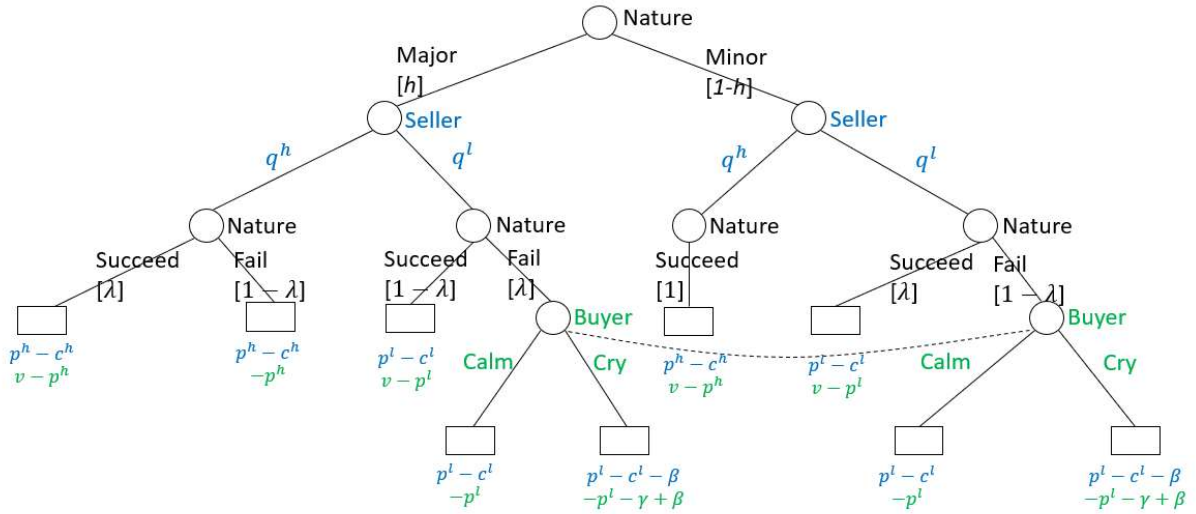 Nature
Major
[h]
Minor
[1-h]
Seller
Seller
q^h
q^l
q^h
q^l
Nature
Nature
Nature
Nature
Succeed
[λ]
Fail
[1 − λ]
Succeed
[1 − λ]
Fail
[λ]
Succeed
[1]
Succeed
[λ]
Fail
[1 − λ]
Buyer
Buyer
p^h − c^h
v − p^h
p^h − c^h
−p^h
p^l − c^l
v − p^l
p^h − c^h
v − p^h
p^l − c^l
v − p^l
Calm
Cry
Calm
Cry
p^l − c^l
−p^l
p^l − c^l − β
−p^l − γ + β
p^l − c^l
−p^l
p^l − c^l − β
−p^l − γ + β